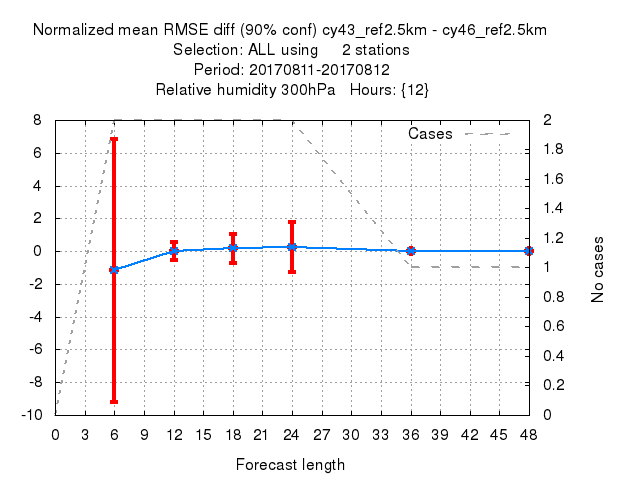 Normalized mean RMSE diff (90% conf) cy43_ref2.5km - cy46_ref2.5km
Selection: ALL using 2 stations
Period: 20170811-20170812
Relative humidity 300hPa Hours: {12}
Cases
8
6
4
2
0
-2
-4
-6
-8
-10
2
1.8
1.6
1.4
1.2
1
0.8
0.6
0.4
0.2
0
No cases
0 3 6 9 12 15 18 21 24 27 30 33 36 39 42 45 48
Forecast length